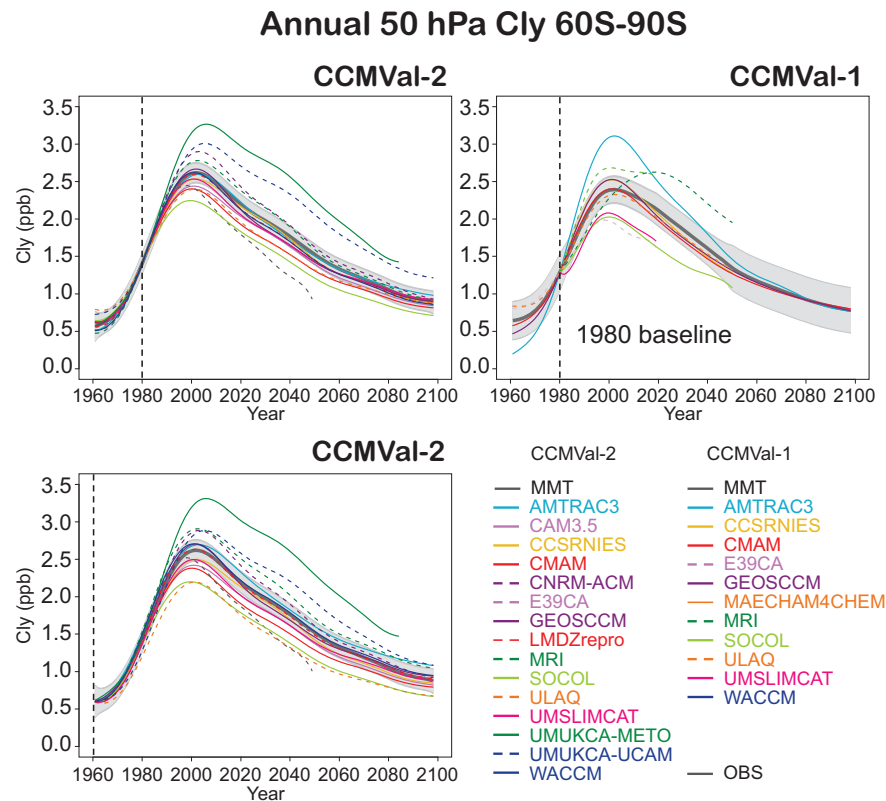 Annual 50 hPa Cly 60S-90S
CCMVal-2
CCMVal-1
Cly (ppb)
3.5
3.0
2.5
2.0
1.5
1.0
0.5
0.0
1960 1980 2000 2020 2040 2060 2080 2100
Year
3.5
3.0
2.5
2.0
1.5
1.0
0.5
0.0
1980 baseline
1960 1980 2000 2020 2040 2060 2080 2100
Year
CCMVal-2
Cly (ppb)
3.5
3.0
2.5
2.0
1.5
1.0
0.5
0.0
1960 1980 2000 2020 2040 2060 2080 2100
Year
CCMVal-2
MMT
AMTRAC3
CAM3.5
CCSRNIES
CMAM
CNRM-ACM
E39CA
GEOSCCM
LMDZrepro
MRI
SOCOL
ULAQ
UMSLIMCAT
UMUKCA-METO
UMUKCA-UCAM
WACCM
CCMVal-1
MMT
AMTRAC3
CCSRNIES
CMAM
E39CA
GEOSCCM
MAECHAM4CHEM
MRI
SOCOL
ULAQ
UMSLIMCAT
WACCM
OBS